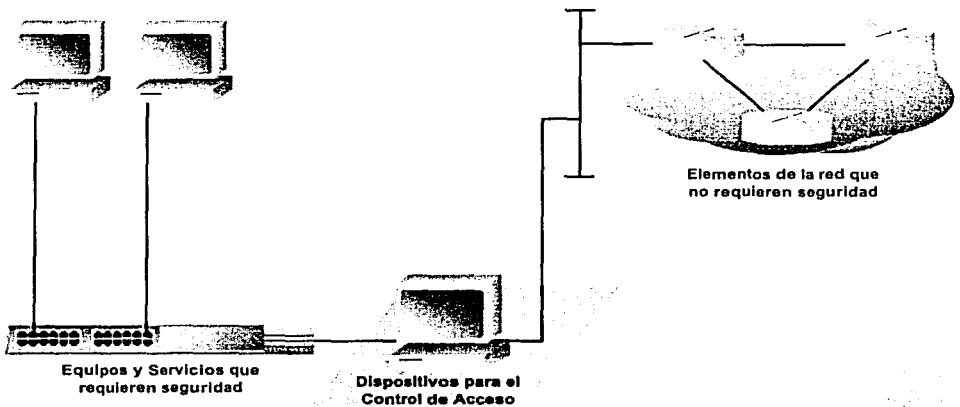 Elementos de la red que
no requieren seguridad
Equipos y Servicios que
requieren seguridad
Dispositivos para el
Control de Acceso